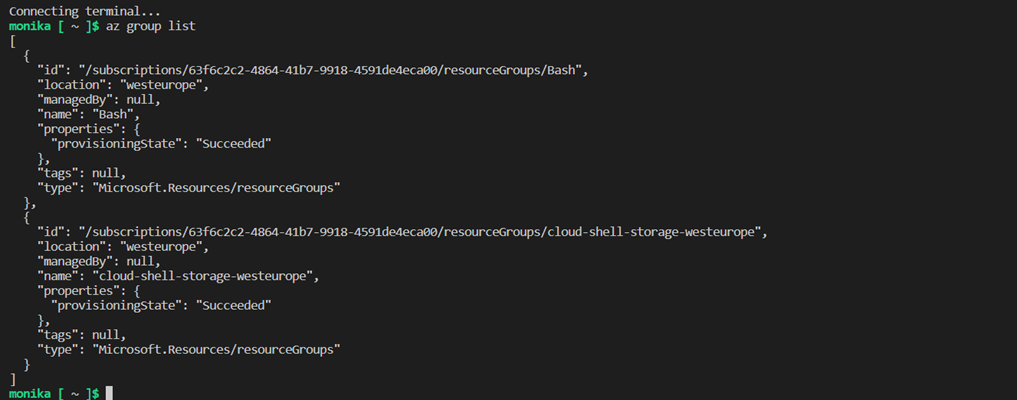 Connecting terminal...
monika [ ~ ]$ az group list
[
  {
    "id": "/subscriptions/63f6c2c2-4864-41b7-9918-4591de4eca00/resourceGroups/Bash",
    "location": "westeurope",
    "managedBy": null,
    "name": "Bash",
    "properties": {
      "provisioningState": "Succeeded"
    },
    "tags": null,
    "type": "Microsoft.Resources/resourceGroups"
  },
  {
    "id": "/subscriptions/63f6c2c2-4864-41b7-9918-4591de4eca00/resourceGroups/cloud-shell-storage-westeurope",
    "location": "westeurope",
    "managedBy": null,
    "name": "cloud-shell-storage-westeurope",
    "properties": {
      "provisioningState": "Succeeded"
    },
    "tags": null,
    "type": "Microsoft.Resources/resourceGroups"
  }
]
monika [ ~ ]$